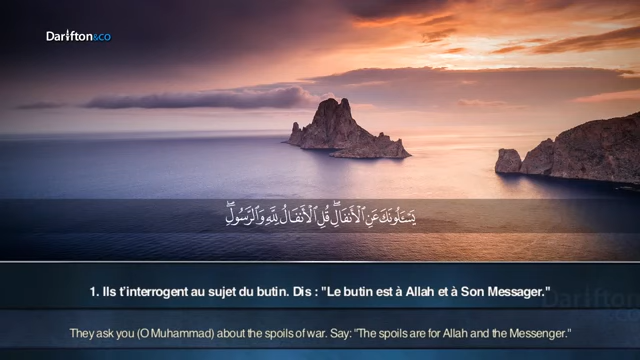 Darifton&co
يَسْـَٔلُونَكَ عَنِ ٱلْأَنفَالِ ۖ قُلِ ٱلْأَنفَالُ لِلَّهِ وَٱلرَّسُولِ ۖ
1. Ils t'interrogent au sujet du butin. Dis : "Le butin est à Allah et à Son Messager."
Darifton
They ask you (O Muhammad) about the spoils of war. Say: "The spoils are for Allah and the Messenger."